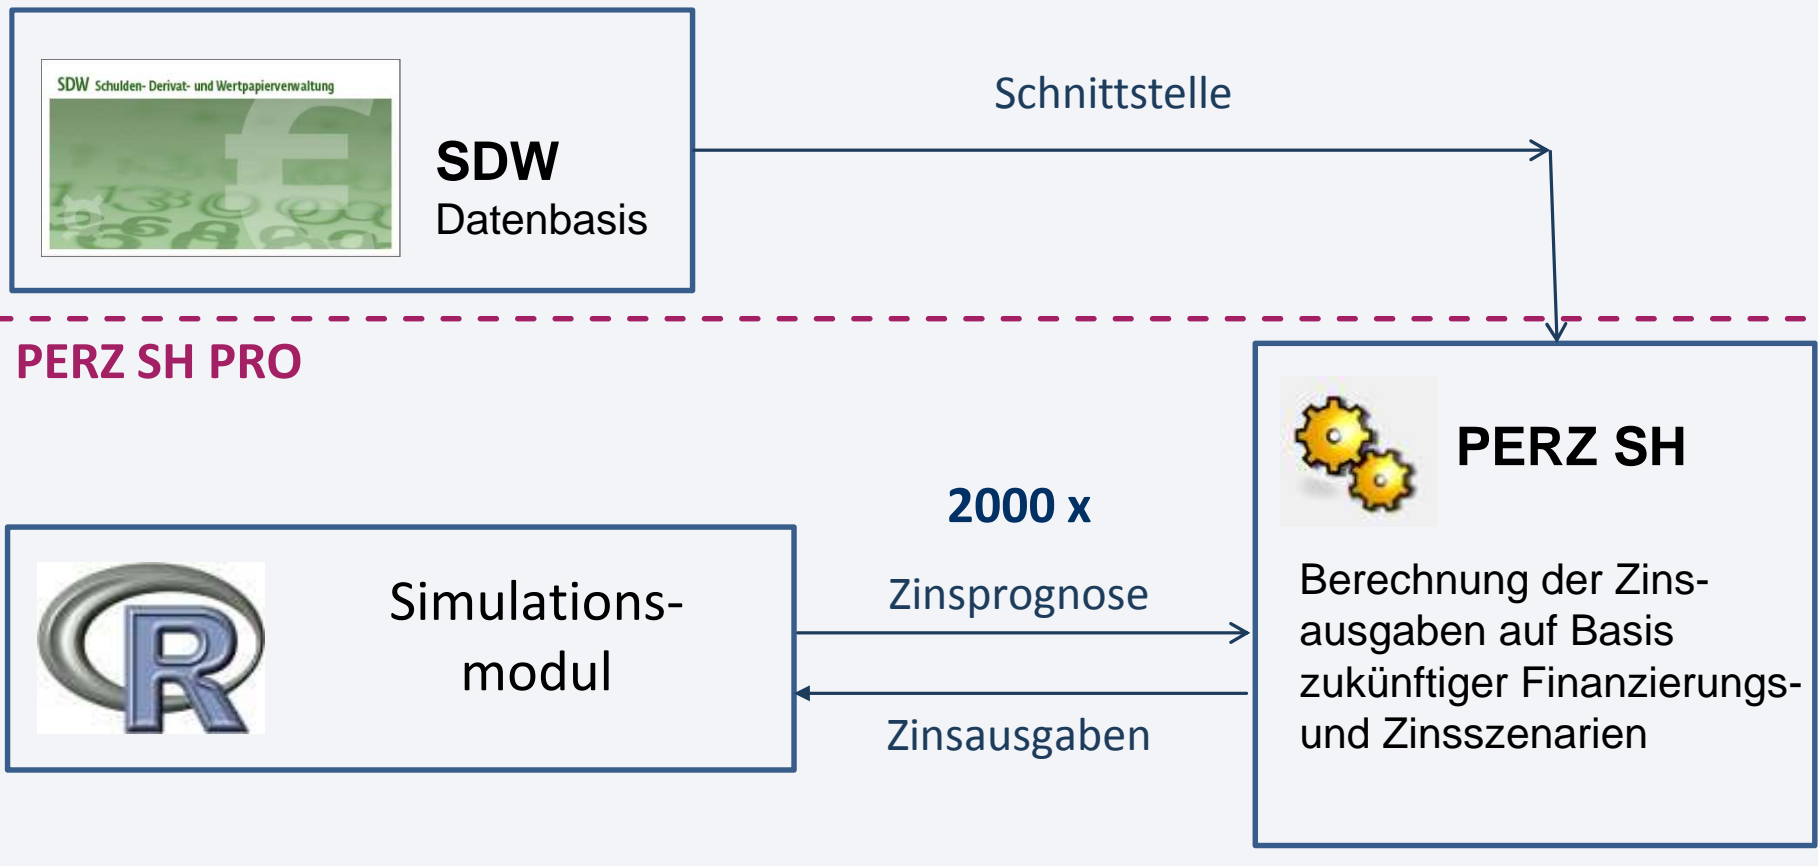 SDW Schulden- Derivat- und Wertpapierverwaltung
SDW
Datenbasis
Schnittstelle
PERZ SH PRO
R
Simulations-
modul
2000 x
Zinsprognose
Zinsausgaben
PERZ SH
Berechnung der Zins-
ausgaben auf Basis
zukünftiger Finanzierungs-
und Zinsszenarien